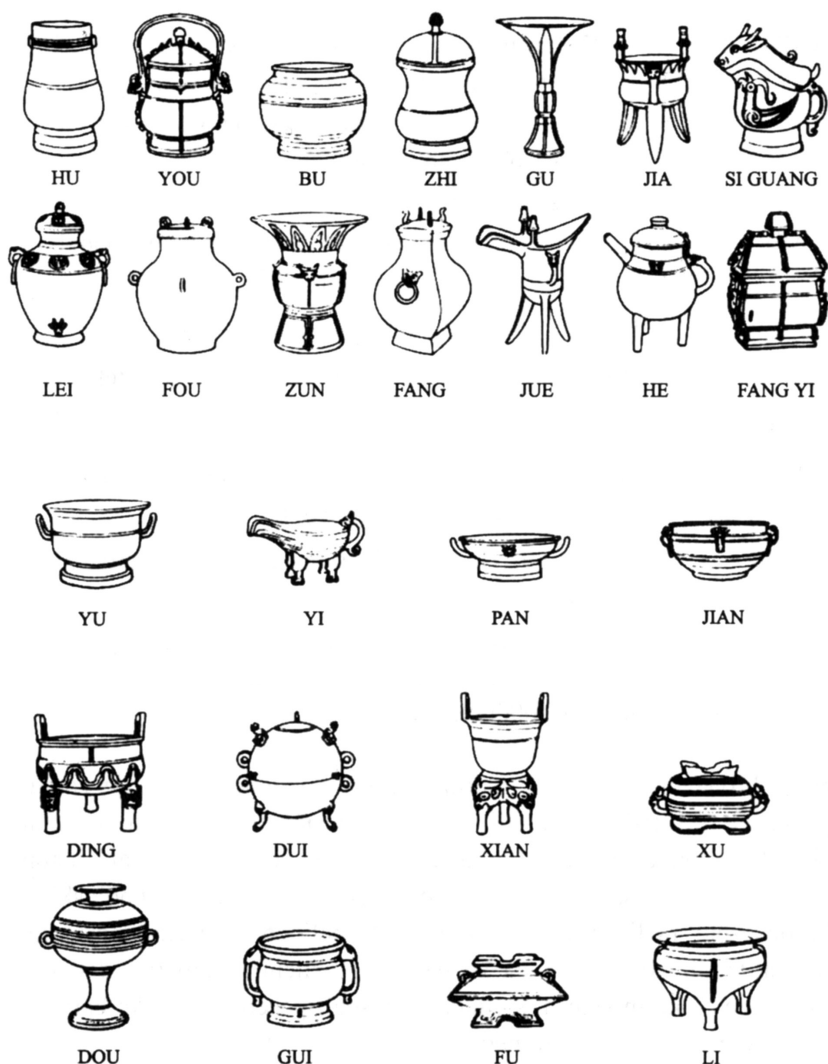 HU YOU BU ZHI GU JIA SI GUANG
LEI FOU ZUN FANG JUE HE FANG YI
YU YI PAN JIAN
DING DUI XIAN XU
DOU GUI FU LI